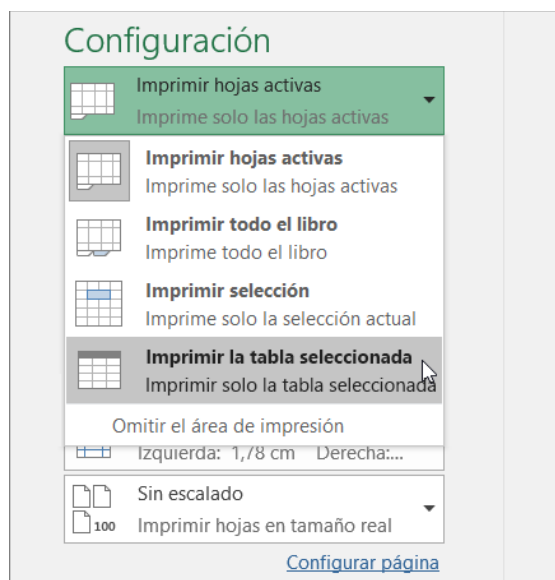 Configuración
Imprimir hojas activas
Imprime solo las hojas activas
Imprimir hojas activas
Imprime solo las hojas activas
Imprimir todo el libro
Imprime todo el libro
Imprimir selección
Imprime solo la selección actual
Imprimir la tabla seleccionada
Imprimir solo la tabla seleccionada
Omitir el área de impresión
Izquierda: 1,78 cm Derecha:...
Sin escalado
100 Imprimir hojas en tamaño real
Configurar página